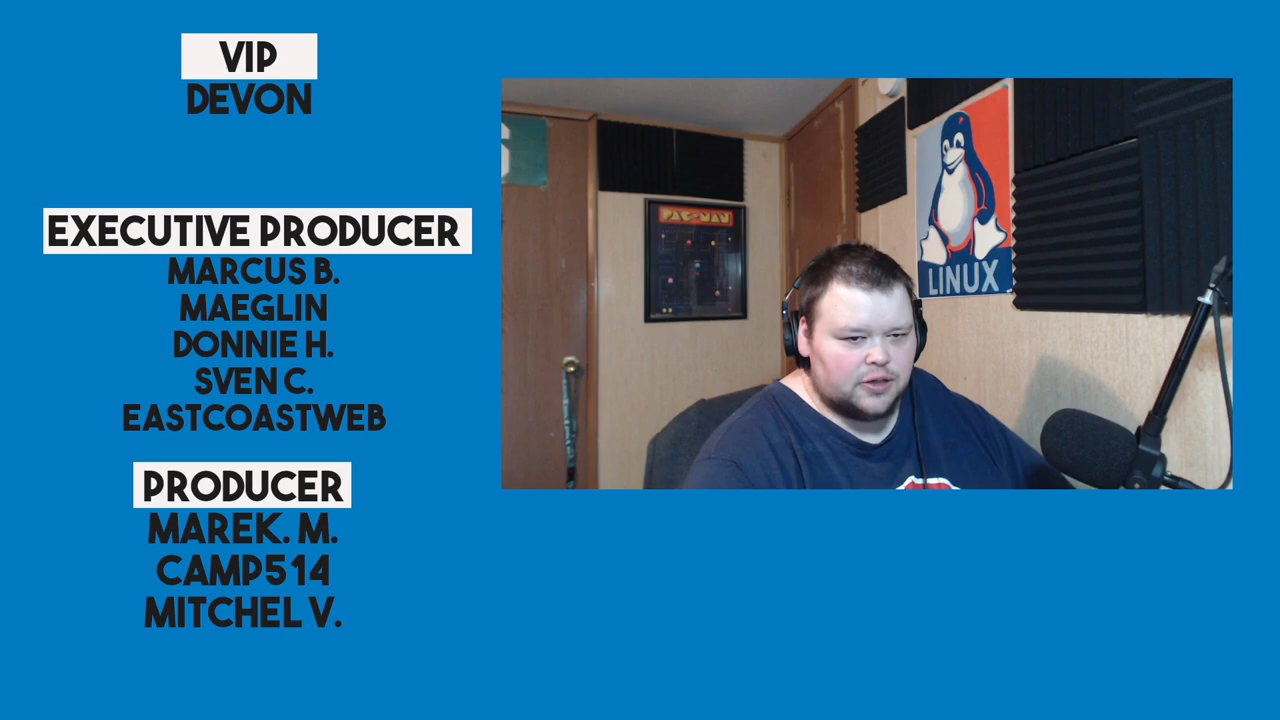 VIP
DEVON
EXECUTIVE PRODUCER
MARCUS B.
MAEGLIN
DONNIE H.
SVEN C.
EASTCOASTWEB
PRODUCER
MAREK. M.
CAMP514
MITCHEL V.
PAC-MAN
LINUX